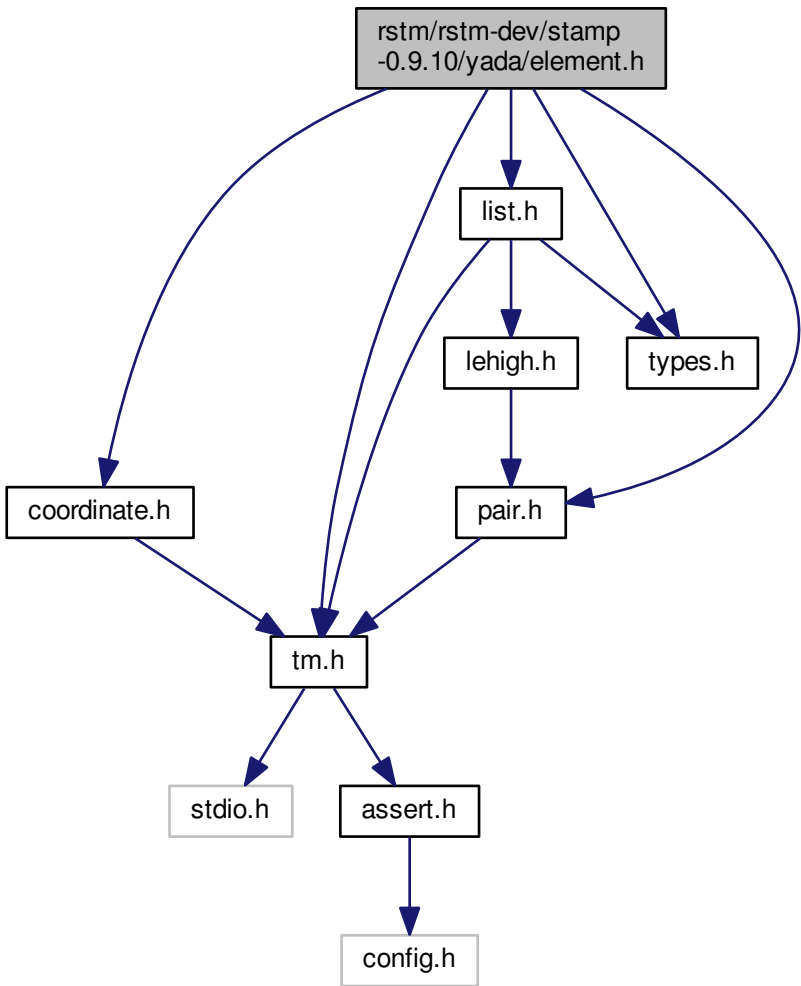 rstm/rstm-dev/stamp
-0.9.10/yada/element.h
list.h
lehigh.h
types.h
coordinate.h
pair.h
tm.h
stdio.h
assert.h
config.h